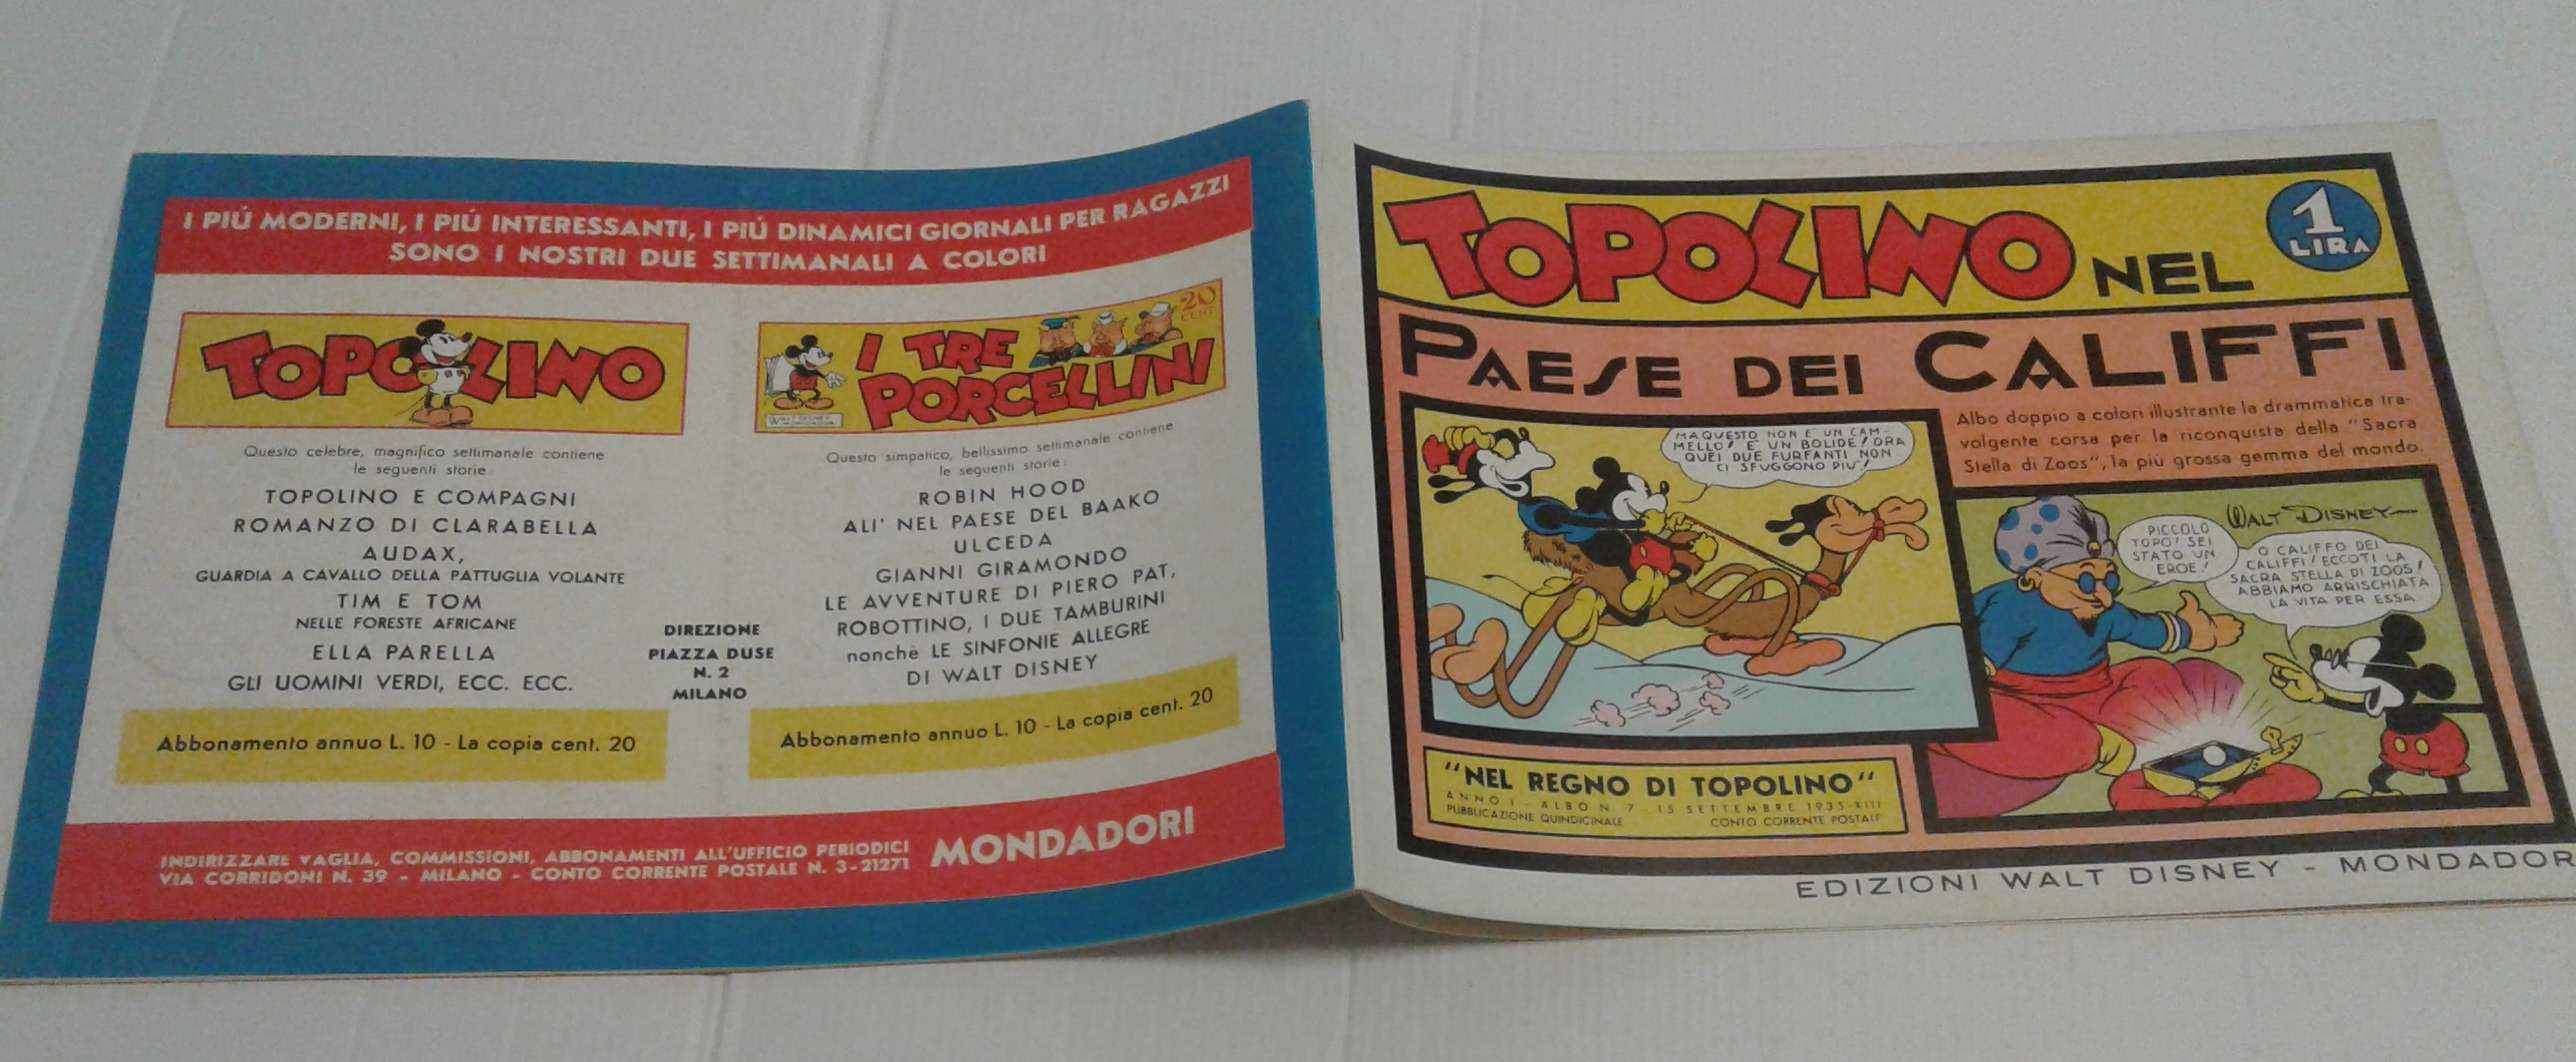 I PIÚ MODERNI, I PIÚ INTERESSANTI, I PIÚ DINAMICI GIORNALI PER RAGAZZI
SONO I NOSTRI DUE SETTIMANALI A COLORI
TOPOLINO
Questo celebre, magnifico settimanale contiene
le seguenti storie:
TOPOLINO E COMPAGNI
ROMANZO DI CLARABELLA
AUDAX,
GUARDIA A CAVALLO DELLA PATTUGLIA VOLANTE
TIM E TOM
NELLE FORESTE AFRICANE
ELLA PARELLA
GLI UOMINI VERDI, ECC. ECC.
Abbonamento annuo L. 10 - La copia cent. 20
DIREZIONE
PIAZZA DUSE
N. 2
MILANO
20
CENT.
I TRE
PORCELLINI
WALT DISNEY
MONDADORI
Questo simpatico, bellissimo settimanale contiene
le seguenti storie:
ROBIN HOOD
ALI' NEL PAESE DEL BAAKO
ULCEDA
GIANNI GIRAMONDO
LE AVVENTURE DI PIERO PAT,
ROBOTTINO, I DUE TAMBURINI
nonchè LE SINFONIE ALLEGRE
DI WALT DISNEY
Abbonamento annuo L. 10 - La copia cent. 20
INDIRIZZARE VAGLIA, COMMISSIONI, ABBONAMENTI ALL'UFFICIO PERIODICI
VIA CORRIDONI N. 39 - MILANO - CONTO CORRENTE POSTALE N. 3-21271
MONDADORI
TOPOLINO NEL
1
LIRA
PAESE DEI CALIFFI
Albo doppio a colori illustrante la drammatica tra-
volgente corsa per la riconquista della "Sacra
Stella di Zoos", la più grossa gemma del mondo.
MA QUESTO NON E' UN CAM-
MELLO! E' UN BOLIDE! ORA
QUEI DUE FURFANTI NON
CI SFUGGONO PIU'!
WALT DISNEY
PICCOLO
TOPO! SEI
STATO UN
EROE!
O CALIFFO DEI
CALIFFI! ECCOTI LA
SACRA STELLA DI ZOOS!
ABBIAMO ARRISCHIATA
LA VITA PER ESSA
"NEL REGNO DI TOPOLINO"
ANNO I - ALBO N. 7 - 15 SETTEMBRE 1935-XIII
PUBBLICAZIONE QUINDICINALE CONTO CORRENTE POSTALE
EDIZIONI WALT DISNEY - MONDADOR